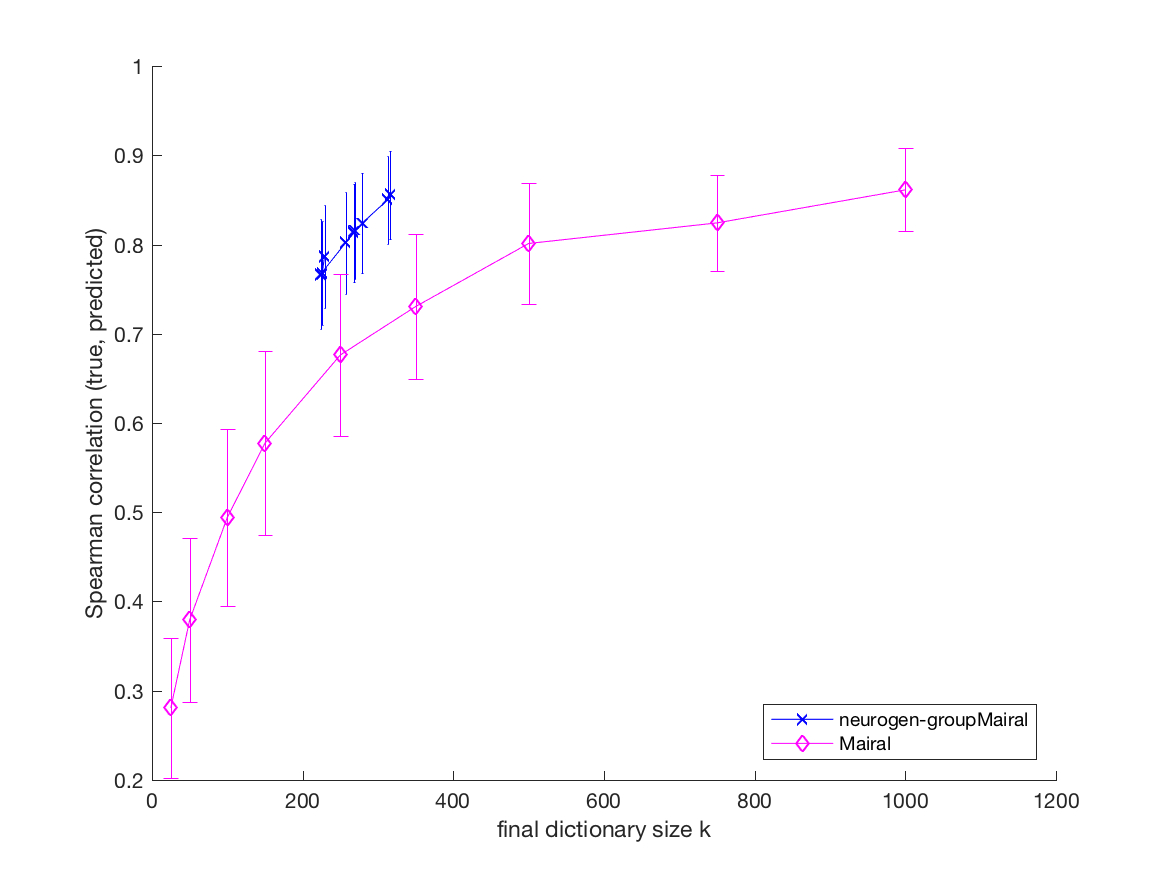 1
0.9
0.8
0.7
0.6
0.5
0.4
0.3
0.2
Spearman correlation (true, predicted)
neurogen-groupMairal
Mairal
0 200 400 600 800 1000 1200
final dictionary size k